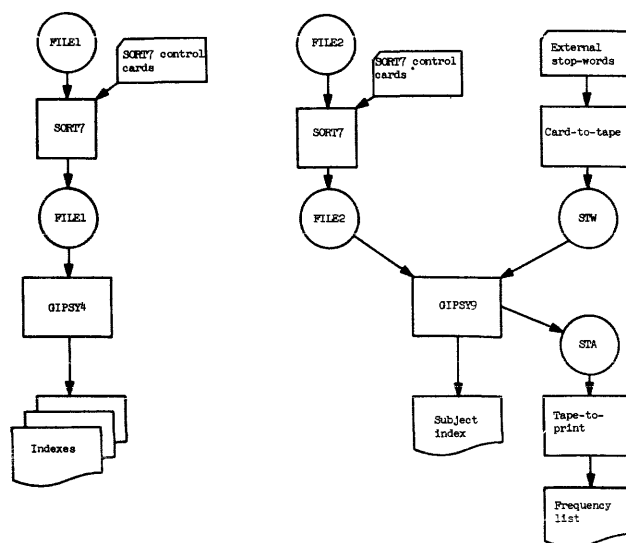 FILE1
SORT7 control
cards
SORT7
FILE1
GIPSY4
Indexes
FILE2
SORT7 control
cards
SORT7
FILE2
External
stop-words
Card-to-tape
STW
GIPSY9
STA
Subject
index
Tape-to-
print
Frequency
list